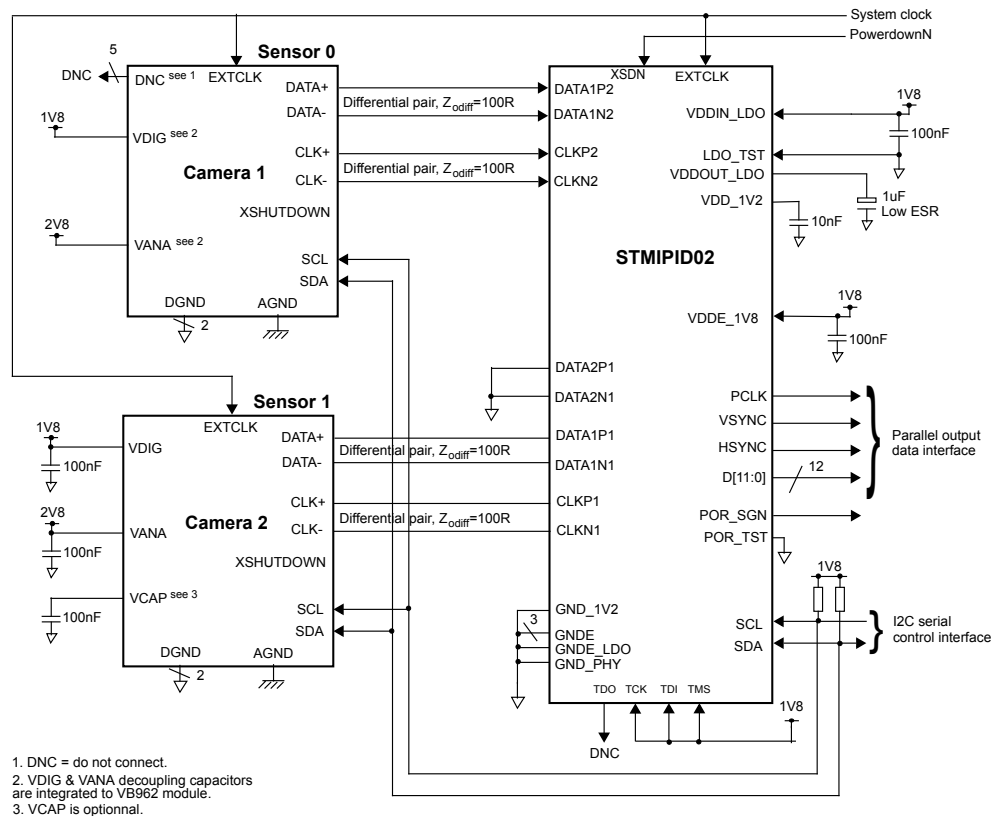 System clock
PowerdownN
Sensor 0
5
DNC
DNC see 1
EXTCLK
1V8
VDIG see 2
Camera 1
2V8
VANA see 2
DATA+
DATA-
CLK+
CLK-
XSHUTDOWN
SCL
SDA
DGND
AGND
2
Differential pair, Zodiff=100R
Differential pair, Zodiff=100R
XSDN
EXTCLK
DATA1P2
DATA1N2
CLKP2
CLKN2
STMIPID02
VDDIN_LDO
1V8
100nF
LDO_TST
VDDOUT_LDO
1uF
Low ESR
VDD_1V2
10nF
VDDE_1V8
1V8
100nF
DATA2P1
DATA2N1
DATA1P1
DATA1N1
CLKP1
CLKN1
PCLK
VSYNC
HSYNC
D[11:0]
12
Parallel output
data interface
POR_SGN
POR_TST
Sensor 1
EXTCLK
1V8
VDIG
100nF
2V8
VANA
100nF
VCAP see 3
100nF
Camera 2
DATA+
DATA-
CLK+
CLK-
XSHUTDOWN
SCL
SDA
DGND
AGND
2
Differential pair, Zodiff=100R
Differential pair, Zodiff=100R
GND_1V2
3
GNDE
GNDE_LDO
GND_PHY
1V8
SCL
SDA
I2C serial
control interface
TDO
TCK
TDI
TMS
1V8
DNC
1. DNC = do not connect.
2. VDIG & VANA decoupling capacitors
are integrated to VB962 module.
3. VCAP is optionnal.